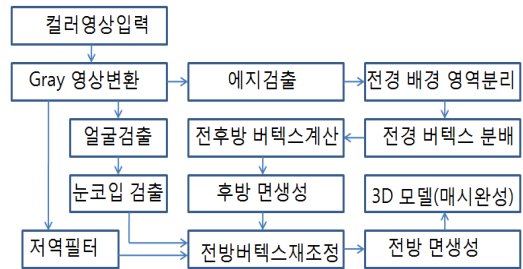 컬러영상입력
Gray 영상변환
에지검출
전경 배경 영역분리
얼굴검출
전후방 버텍스계산
전경 버텍스 분배
눈코입 검출
후방 면생성
3D 모델(매시완성)
저역필터
전방버텍스재조정
전방 면생성